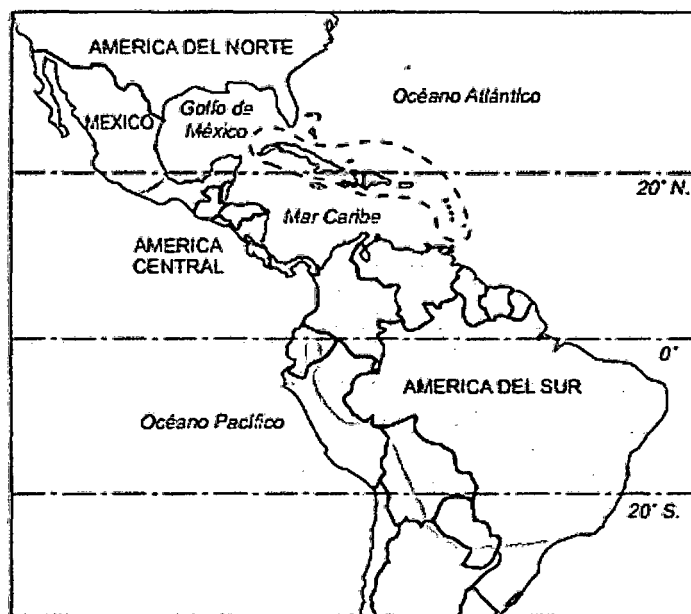 AMERICA DEL NORTE
Océano Atlántico
Golfo de
México
MEXICO
20° N.
Mar Caribe
AMERICA
CENTRAL
0°
AMERICA DEL SUR
Océano Pacífico
20° S.